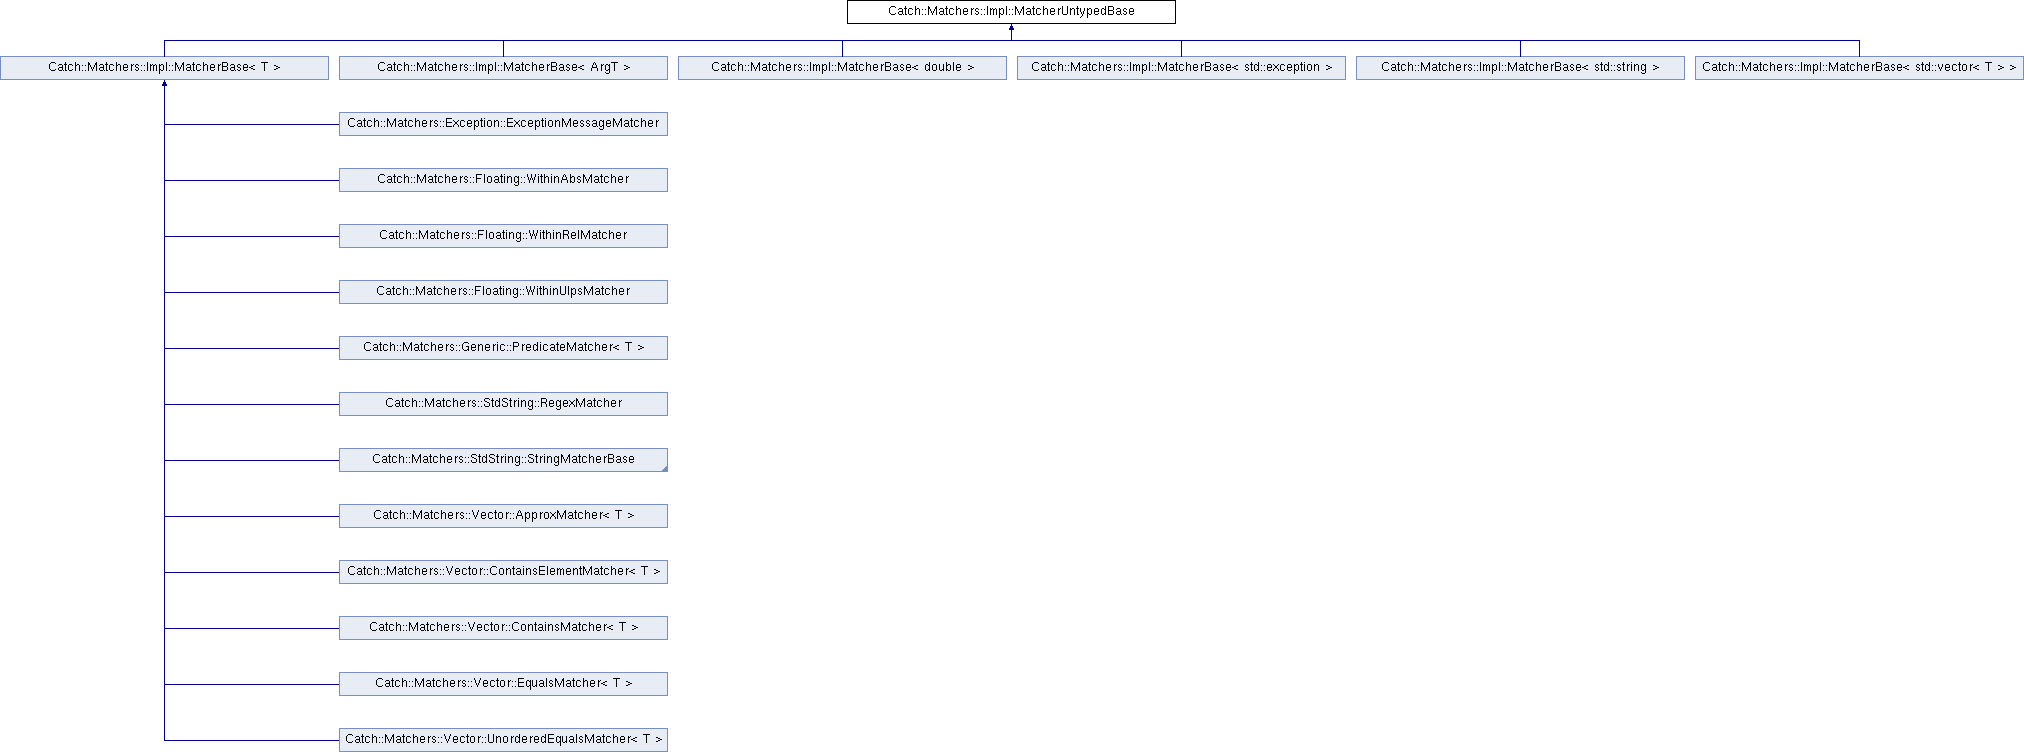 Catch::Matchers::Impl::MatcherUntypedBase
Catch::Matchers::Impl::MatcherBase< T >
Catch::Matchers::Impl::MatcherBase< ArgT >
Catch::Matchers::Impl::MatcherBase< double >
Catch::Matchers::Impl::MatcherBase< std::exception >
Catch::Matchers::Impl::MatcherBase< std::string >
Catch::Matchers::Impl::MatcherBase< std::vector< T > >
Catch::Matchers::Exception::ExceptionMessageMatcher
Catch::Matchers::Floating::WithinAbsMatcher
Catch::Matchers::Floating::WithinRelMatcher
Catch::Matchers::Floating::WithinUlpsMatcher
Catch::Matchers::Generic::PredicateMatcher< T >
Catch::Matchers::StdString::RegexMatcher
Catch::Matchers::StdString::StringMatcherBase
Catch::Matchers::Vector::ApproxMatcher< T >
Catch::Matchers::Vector::ContainsElementMatcher< T >
Catch::Matchers::Vector::ContainsMatcher< T >
Catch::Matchers::Vector::EqualsMatcher< T >
Catch::Matchers::Vector::UnorderedEqualsMatcher< T >